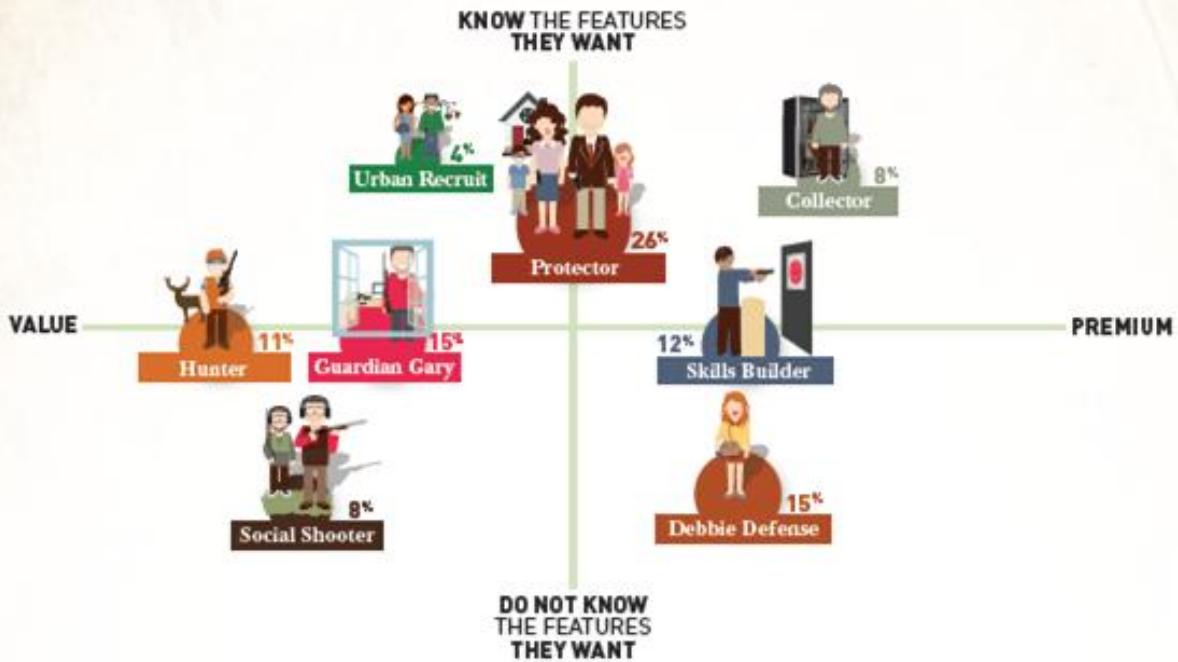 KNOW THE FEATURES
THEY WANT
4%
Urban Recruit
8%
Collector
26%
Protector
VALUE
PREMIUM
11%
Hunter
15%
Guardian Gary
12%
Skills Builder
8%
Social Shooter
15%
Debbie Defense
DO NOT KNOW
THE FEATURES
THEY WANT